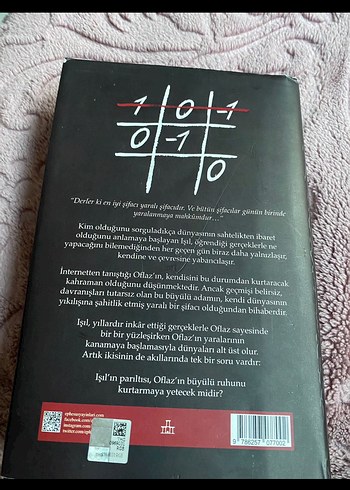 1 0 -1
0 -1
0
"Derler ki en iyi şifacı yaralı şifacıdır. Ve bütün şifacılar günün birinde
yaralanmaya mahkûmdur…"
Kim olduğunu sorguladıkça dünyasının sahtelikten ibaret
olduğunu anlamaya başlayan Işıl, öğrendiği gerçeklerle ne
yapacağını bilemediğinden her geçen gün biraz daha yalnızlaşır,
kendine ve çevresine yabancılaşır.
İnternetten tanıştığı Oflaz'ın, kendisini bu durumdan kurtaracak
kahraman olduğunu düşünmektedir. Ancak geçmişi belirsiz,
davranışları tutarsız olan bu büyülü adamın, kendi dünyasının
yıkılışına şahitlik etmiş yaralı bir şifacı olduğundan bihaberdir.
Işıl, yıllardır inkâr ettiği gerçeklerle Oflaz sayesinde
bir bir yüzleşirken Oflaz'ın yaralarının
kanamaya başlamasıyla dünyaları alt üst olur.
Artık ikisinin de akıllarında tek bir soru vardır:
Işıl'ın parıltısı, Oflaz'ın büyülü ruhunu
kurtarmaya yetecek midir?
ephesusyayinlari.com
9 786257 077002